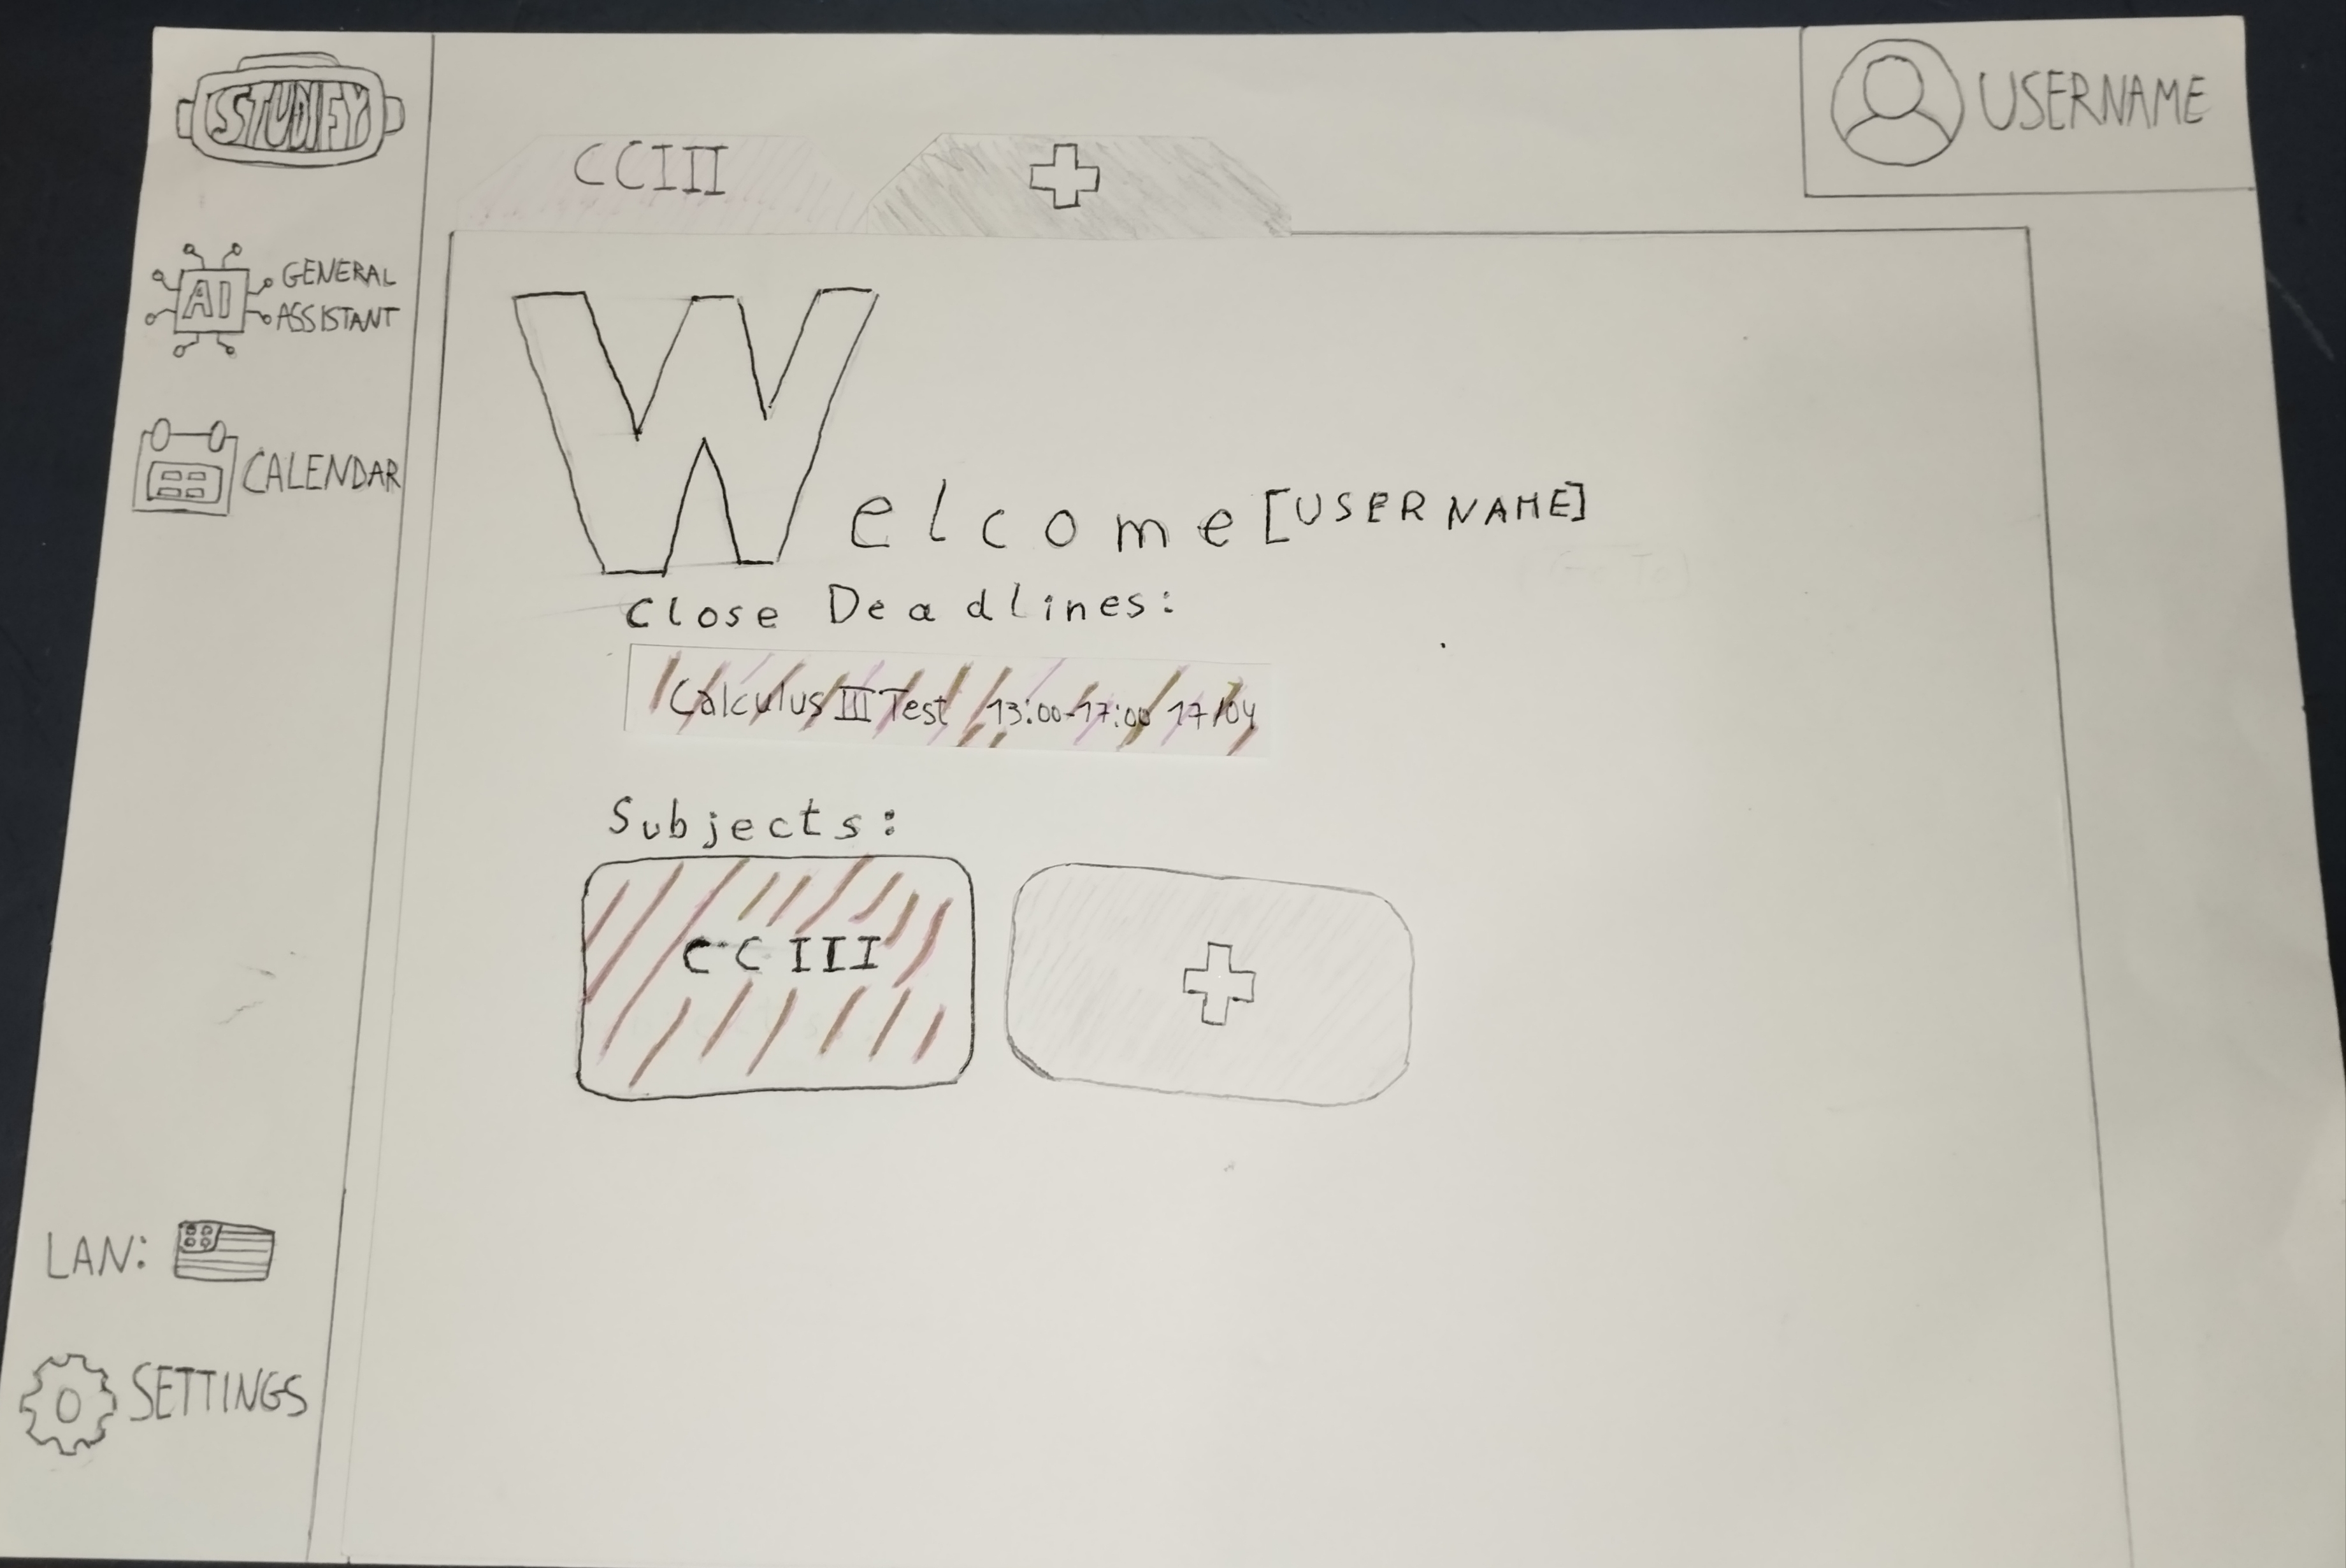 STUDIFY
USERNAME
CCIII
AI
GENERAL
ASSISTANT
CALENDAR
Welcome [USERNAME]
Close Deadlines:
Calculus III Test 13:00-17:00 17/04
Subjects:
CCIII
LAN:
SETTINGS